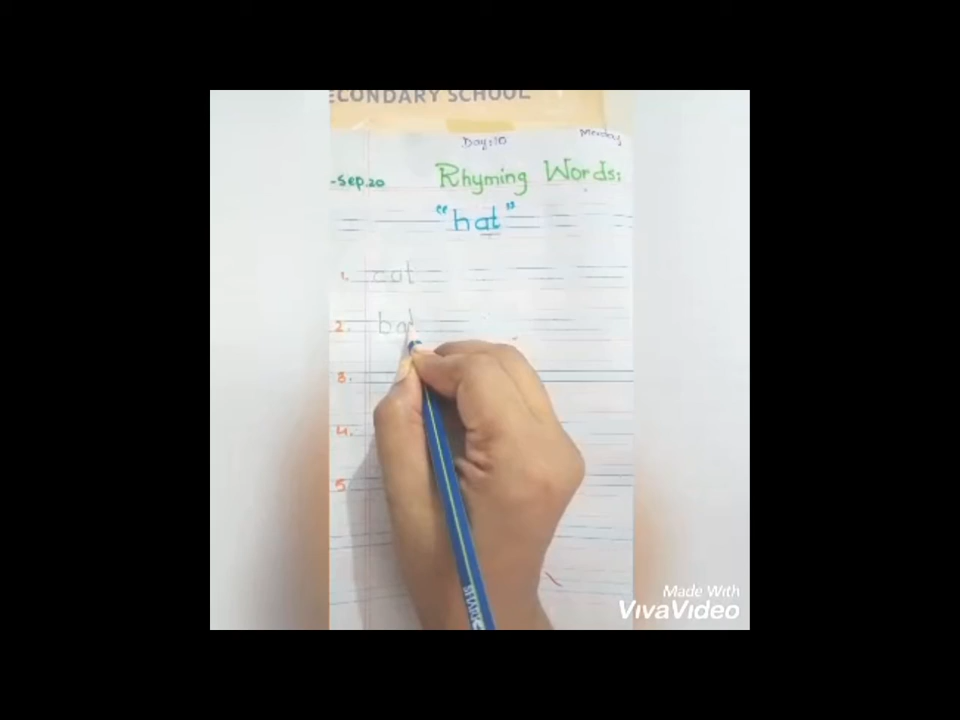 ECONDARY SCHOOL
Day:10
Monday
-Sep.20
Rhyming Words:
"hat"
1. cat
2. bat
3.
4.
5
SHARK
Made With
VivaVideo